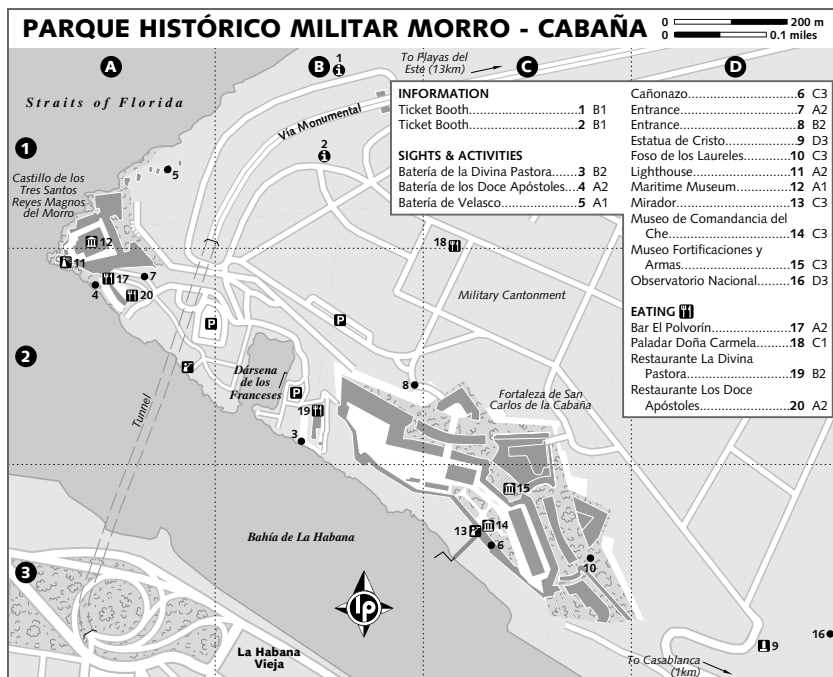 PARQUE HISTÓRICO MILITAR MORRO - CABAÑA
0 200 m
0 0.1 miles
A
B
C
D
1
2
3
Straits of Florida
To Playas del
Este (13km)
Vía Monumental
1
2
5
Castillo de los
Tres Santos
Reyes Magnos
del Morro
12
11
17
7
4
20
18
Military Cantonment
P
P
P
Dársena
de los
Franceses
Tunnel
8
19
3
Fortaleza de San
Carlos de la Cabaña
15
14
13
6
10
Bahía de La Habana
lp
La Habana
Vieja
9
16
To Casablanca
(1km)
INFORMATION
Ticket Booth....................................1 B1
Ticket Booth....................................2 B1
SIGHTS & ACTIVITIES
Batería de la Divina Pastora......3 B2
Batería de los Doce Apóstoles...4 A2
Batería de Velasco......................5 A1
Cañonazo....................................6 C3
Entrance......................................7 A2
Entrance......................................8 B2
Estatua de Cristo........................9 D3
Foso de los Laureles.................10 C3
Lighthouse................................11 A2
Maritime Museum....................12 A1
Mirador.....................................13 C3
Museo de Comandancia del
Che........................................14 C3
Museo Fortificaciones y
Armas....................................15 C3
Observatorio Nacional..............16 D3
EATING
Bar El Polvorín..........................17 A2
Paladar Doña Carmela..............18 C1
Restaurante La Divina
Pastora..................................19 B2
Restaurante Los Doce
Apóstoles..............................20 A2